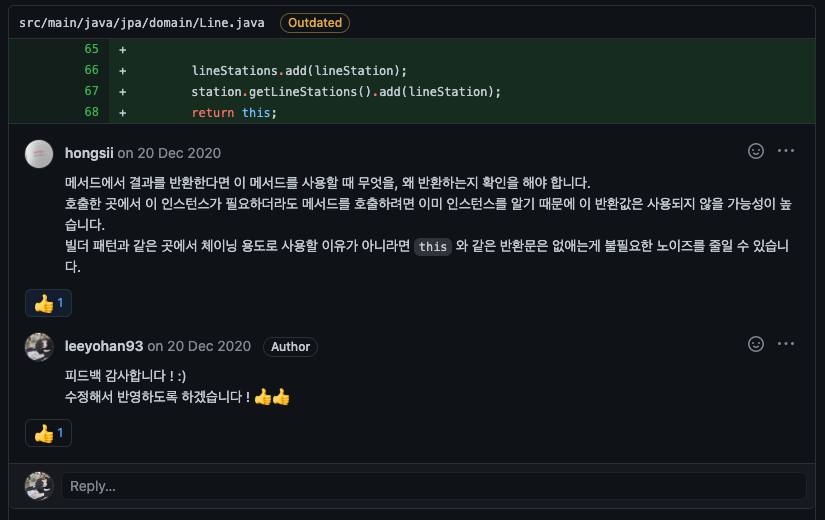 src/main/java/jpa/domain/Line.java Outdated
65 +
66 + lineStations.add(lineStation);
67 + station.getLineStations().add(lineStation);
68 + return this;
hongsii on 20 Dec 2020
메서드에서 결과를 반환한다면 이 메서드를 사용할 때 무엇을, 왜 반환하는지 확인을 해야 합니다.
호출한 곳에서 이 인스턴스가 필요하더라도 메서드를 호출하려면 이미 인스턴스를 알기 때문에 이 반환값은 사용되지 않을 가능성이 높
습니다.
빌더 패턴과 같은 곳에서 체이닝 용도로 사용할 이유가 아니라면 this 와 같은 반환문은 없애는게 불필요한 노이즈를 줄일 수 있습니
다.
👍 1
leeyohan93 on 20 Dec 2020 Author
피드백 감사합니다 ! :)
수정해서 반영하도록 하겠습니다 ! 👍👍
👍 1
Reply...